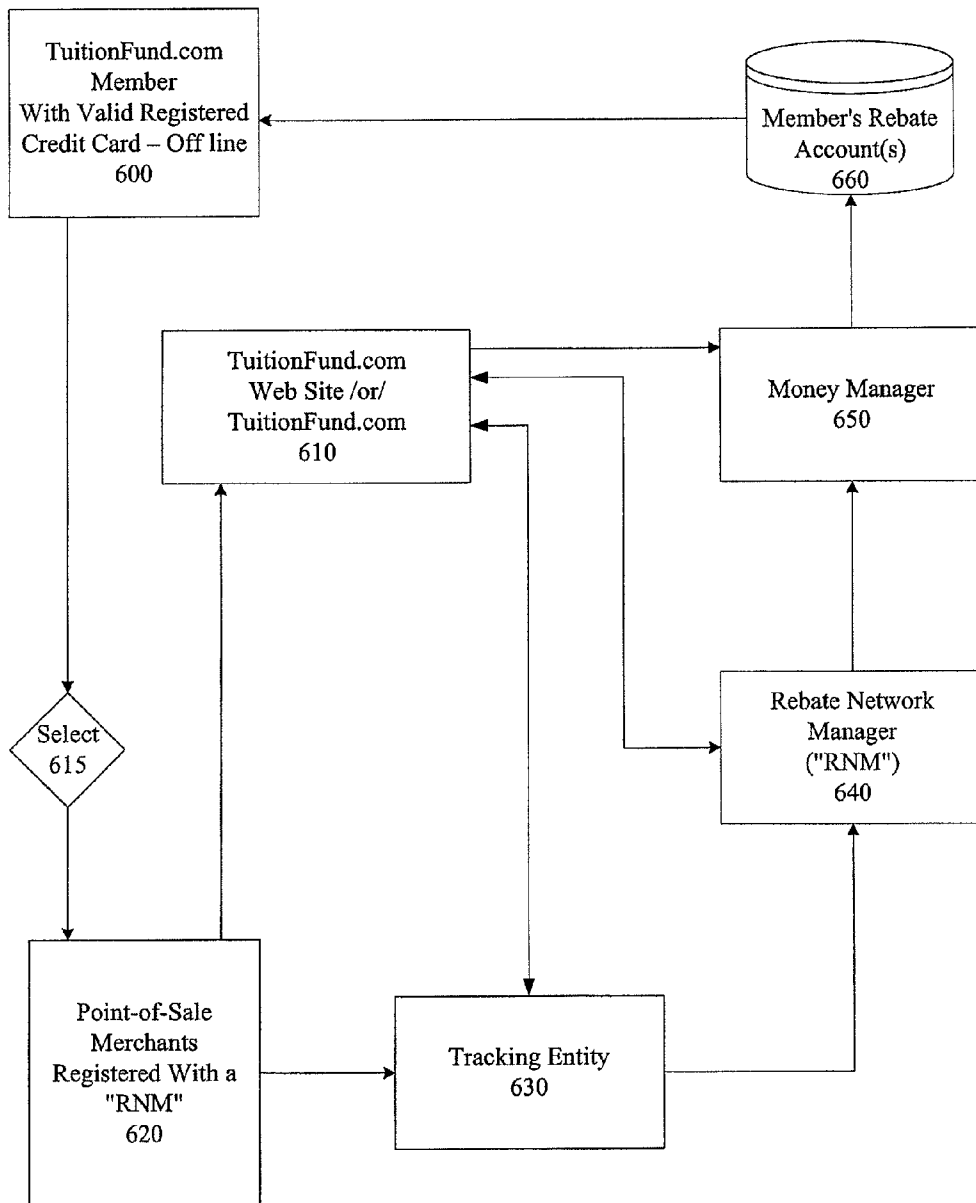 TuitionFund.com
Member
With Valid Registered
Credit Card – Off line
600
Member's Rebate
Account(s)
660
TuitionFund.com
Web Site /or/
TuitionFund.com
610
Money Manager
650
Select
615
Rebate Network
Manager
("RNM")
640
Point-of-Sale
Merchants
Registered With a
"RNM"
620
Tracking Entity
630